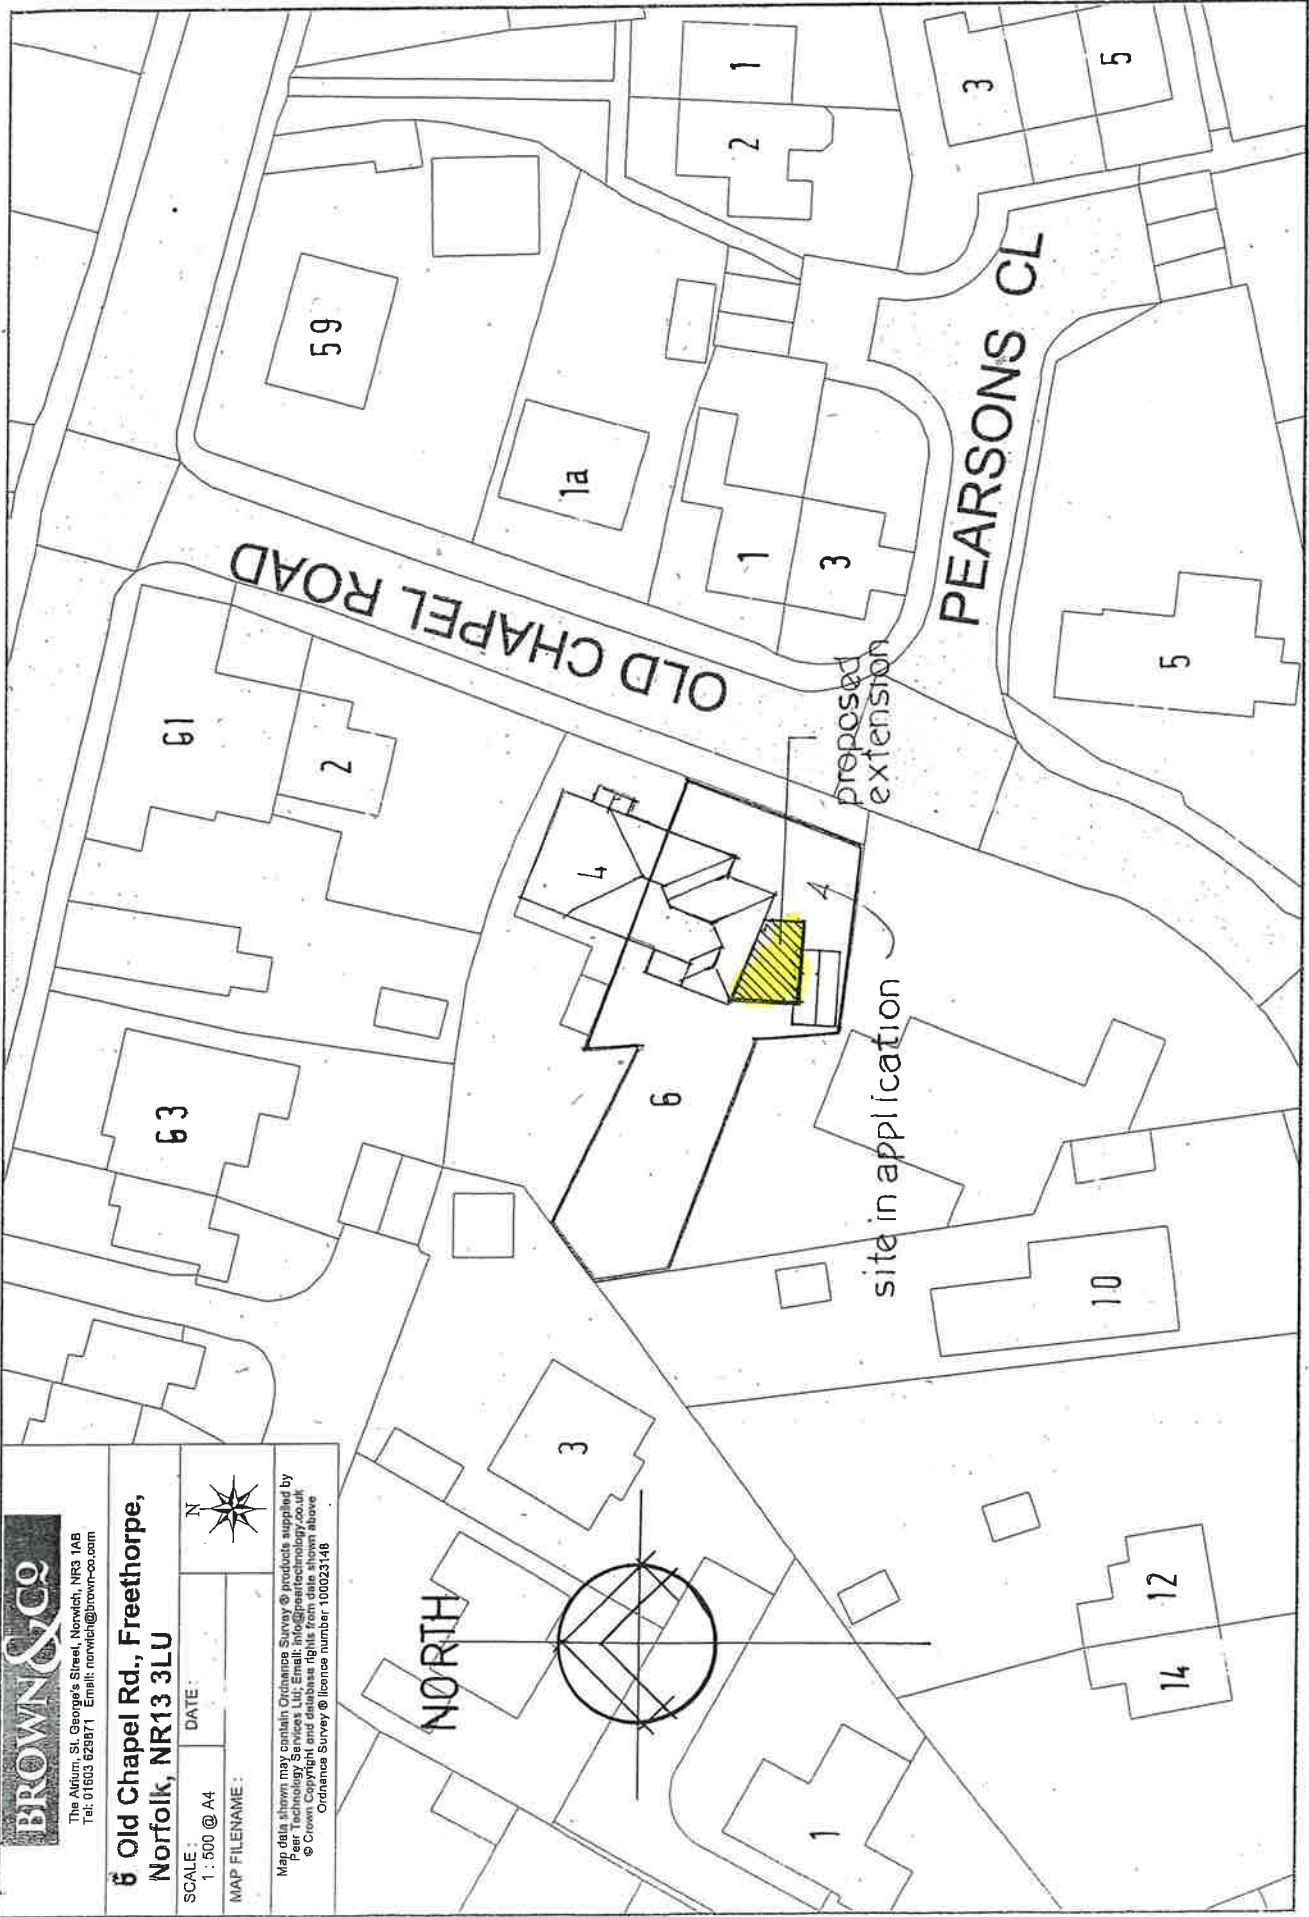 BROWN&CO
The Atrium, St. George's Street, Norwich, NR3 1AB
Tel: 01603 629871 Email: norwich@brown-co.com
6 Old Chapel Rd., Freethorpe,
Norfolk, NR13 3LU
SCALE :
1 : 500 @ A4
DATE :
N
MAP FILENAME :
Map data shown may contain Ordnance Survey ® products supplied by
Peer Technology Services Ltd; Email: info@peertechnology.co.uk
© Crown Copyright and database rights from date shown above
Ordnance Survey ® licence number 100023148
NORTH
63
61
2
59
1a
1
3
4
6
OLD CHAPEL ROAD
PEARSONS CL
proposed
extension
site in application
1
2
3
5
5
10
3
12
14
1